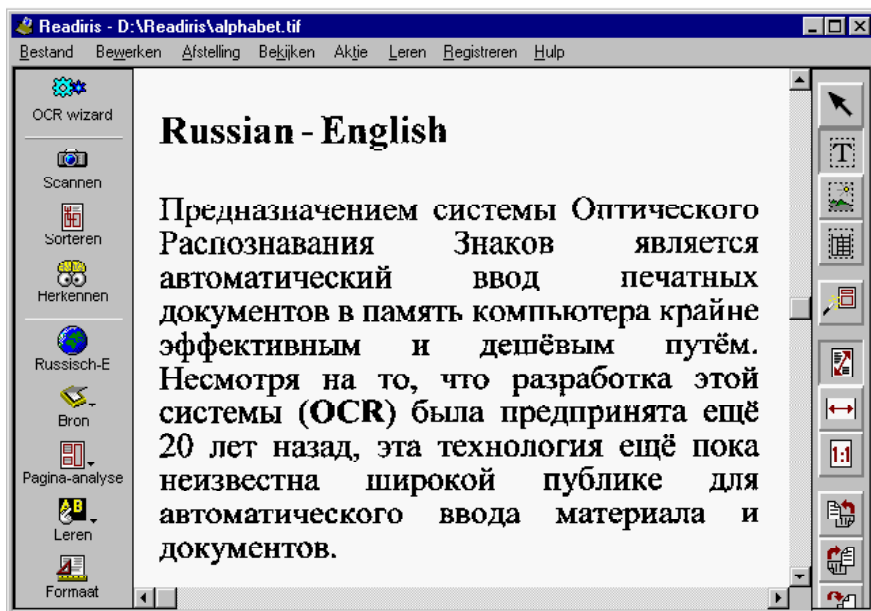 Readiris - D:\Readiris\alphabet.tif
Bestand Bewerken Afstelling Bekijken Aktie Leren Registreren Hulp
OCR wizard
Scannen
Sorteren
Herkennen
Russisch-E
Bron
Pagina-analyse
Leren
Formaat
Russian - English
Предназначением системы Оптического
Распознавания Знаков является
автоматический ввод печатных
документов в память компьютера крайне
эффективным и дешёвым путём.
Несмотря на то, что разработка этой
системы (OCR) была предпринята ещё
20 лет назад, эта технология ещё пока
неизвестна широкой публике для
автоматического ввода материала и
документов.
T
1:1